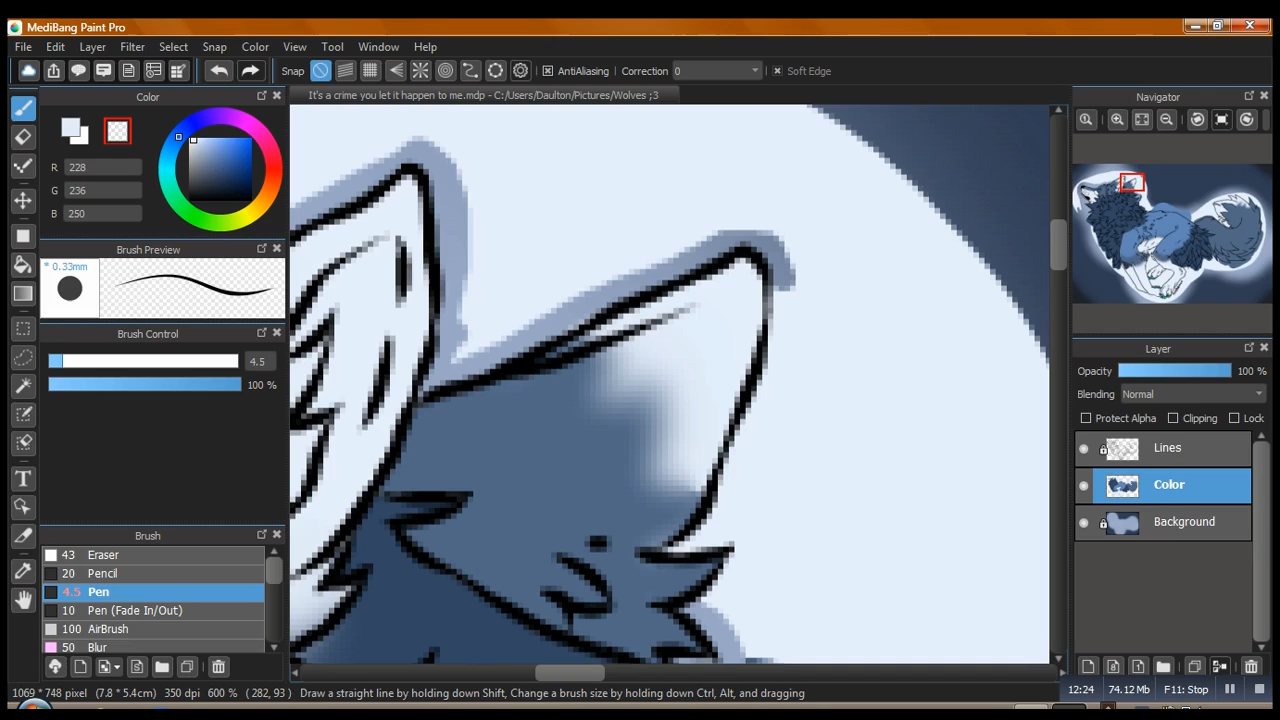 MediBang Paint Pro
File Edit Layer Filter Select Snap Color View Tool Window Help
Snap AntiAliasing Correction 0 Soft Edge
It's a crime you let it happen to me.mdp - C:/Users/Daulton/Pictures/Wolves ;3
Color
R 228
G 236
B 250
Brush Preview
* 0.33mm
Brush Control
4.5
100 %
Brush
43 Eraser
20 Pencil
4.5 Pen
10 Pen (Fade In/Out)
100 AirBrush
50 Blur
Navigator
Layer
Opacity 100 %
Blending Normal
Protect Alpha Clipping Lock
Lines
Color
Background
1069 * 748 pixel (7.8 * 5.4cm) 350 dpi 600 % (282, 93) Draw a straight line by holding down Shift, Change a brush size by holding down Ctrl, Alt, and dragging
12:24 74.12 Mb F11: Stop